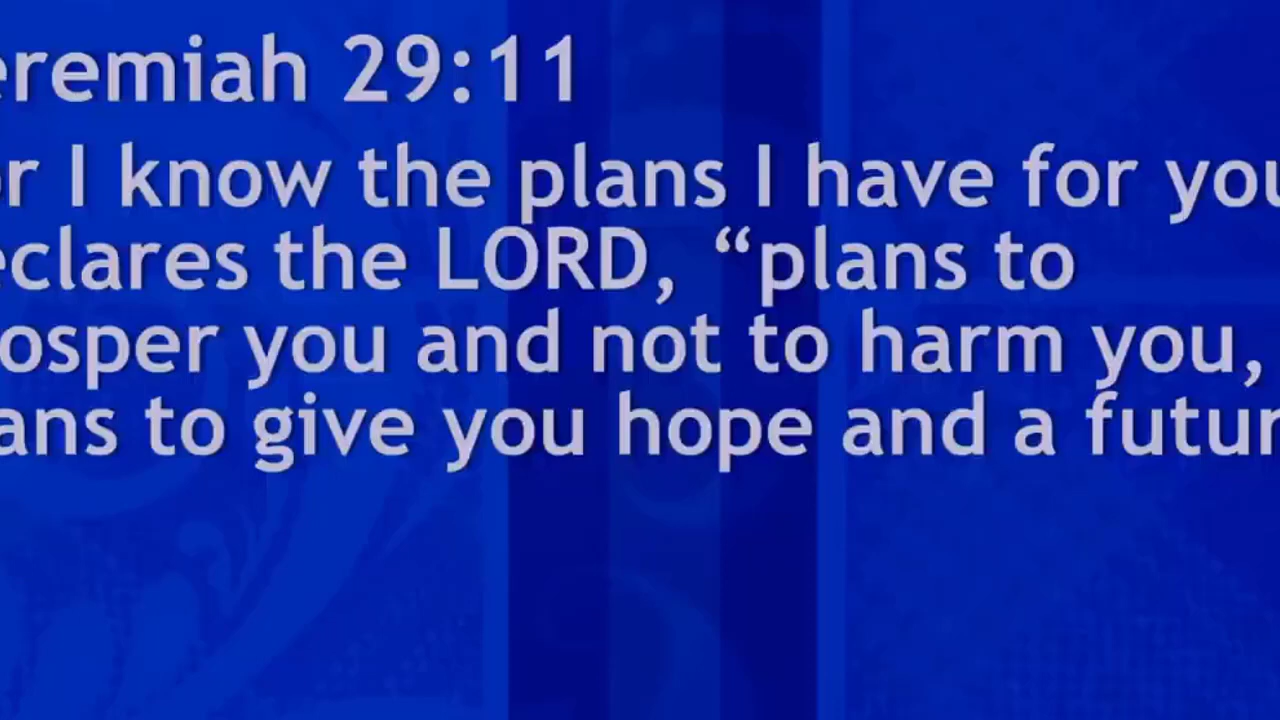 eremiah 29:11
r I know the plans I have for you
eclares the LORD, “plans to
osper you and not to harm you,
ans to give you hope and a futur